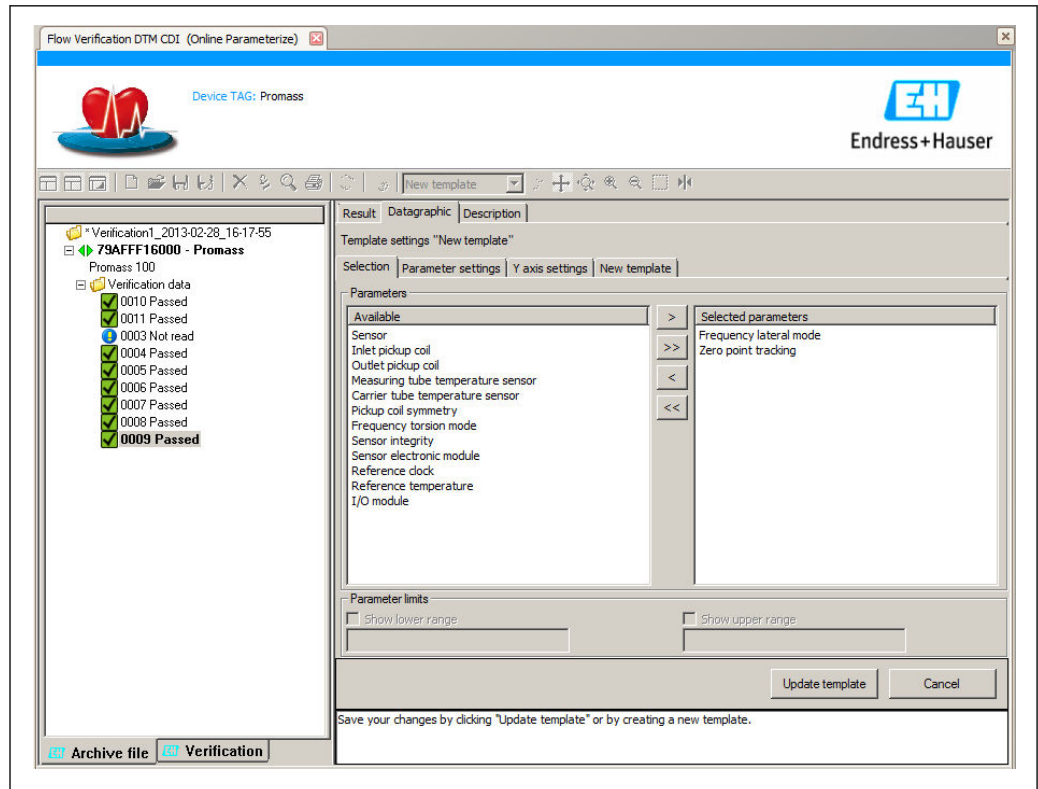 Flow Verification DTM CDI (Online Parameterize)
Device TAG: Promass
EH
Endress+Hauser
New template
Result Datagraphic Description
* Verification1_2013-02-28_16-17-55
79AFFF16000 - Promass
Promass 100
Verification data
0010 Passed
0011 Passed
0003 Not read
0004 Passed
0005 Passed
0006 Passed
0007 Passed
0008 Passed
0009 Passed
Template settings "New template"
Selection Parameter settings Y axis settings New template
Parameters
Available
Sensor
Inlet pickup coil
Outlet pickup coil
Measuring tube temperature sensor
Carrier tube temperature sensor
Pickup coil symmetry
Frequency torsion mode
Sensor integrity
Sensor electronic module
Reference clock
Reference temperature
I/O module
>
>>
<
<<
Selected parameters
Frequency lateral mode
Zero point tracking
Parameter limits
Show lower range
Show upper range
Update template Cancel
Save your changes by clicking "Update template" or by creating a new template.
EH Archive file EH Verification